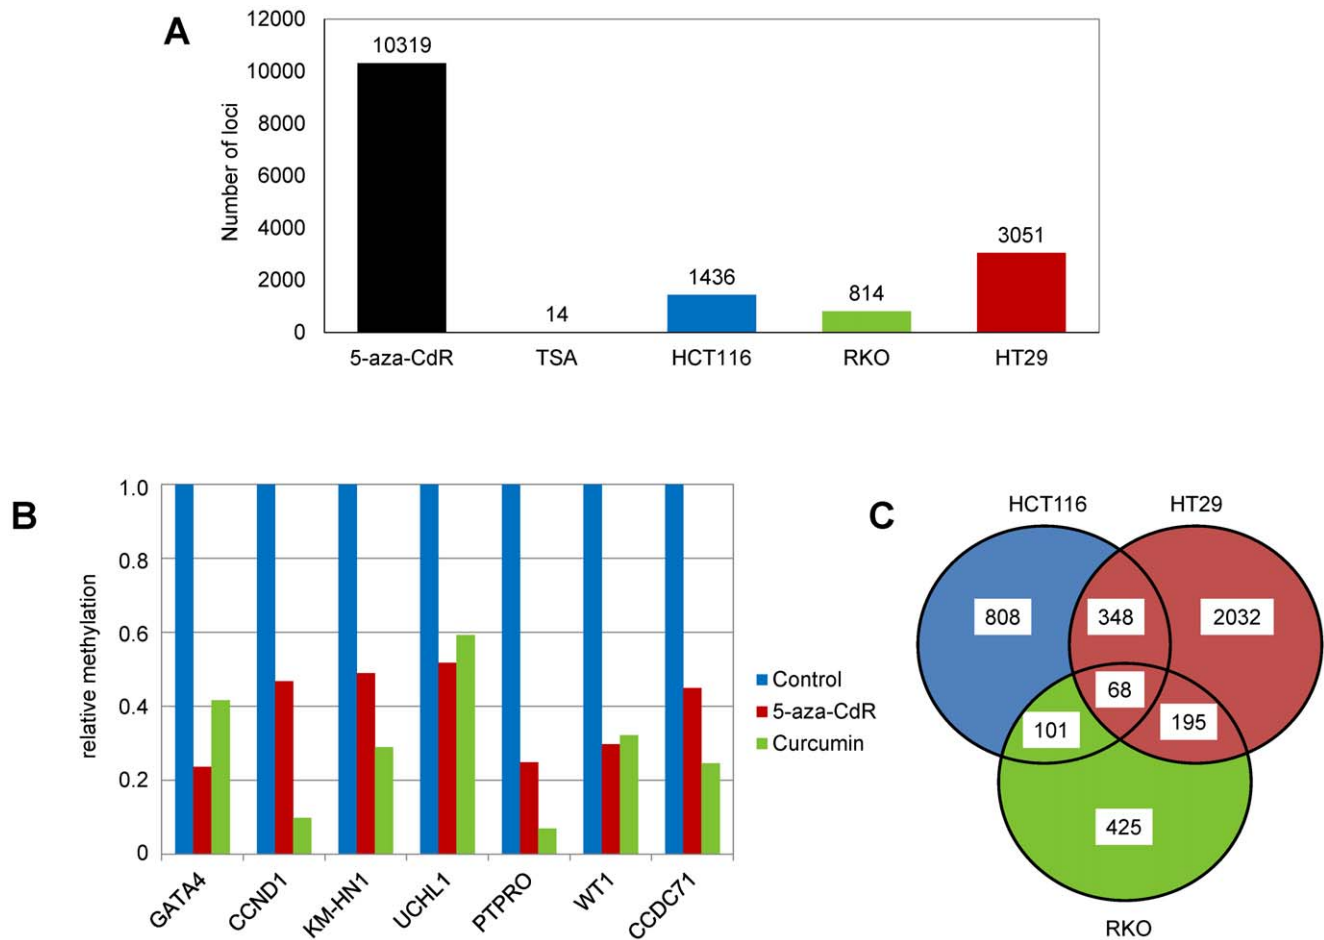 A
12000
10000
8000
6000
4000
2000
0
Number of loci
10319
14
1436
814
3051
5-aza-CdR TSA HCT116 RKO HT29
B
1.0
0.8
0.6
0.4
0.2
0
relative methylation
GATA4
CCND1
KM-HN1
UCHL1
PTPRO
WT1
CCDC71
Control
5-aza-CdR
Curcumin
C
HCT116 HT29
808 348 2032
68
101 195
425
RKO